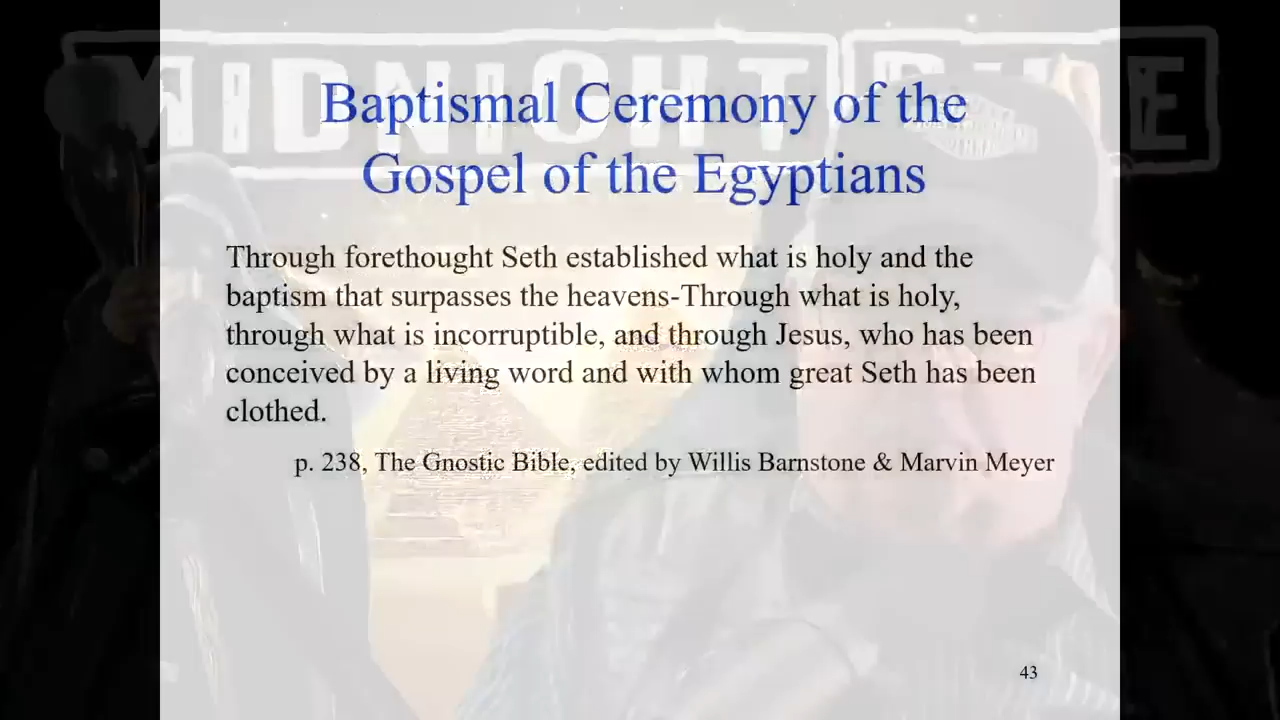 MIDNIGHT RIDE
Baptismal Ceremony of the
Gospel of the Egyptians
Through forethought Seth established what is holy and the
baptism that surpasses the heavens-Through what is holy,
through what is incorruptible, and through Jesus, who has been
conceived by a living word and with whom great Seth has been
clothed.
p. 238, The Gnostic Bible, edited by Willis Barnstone & Marvin Meyer
43